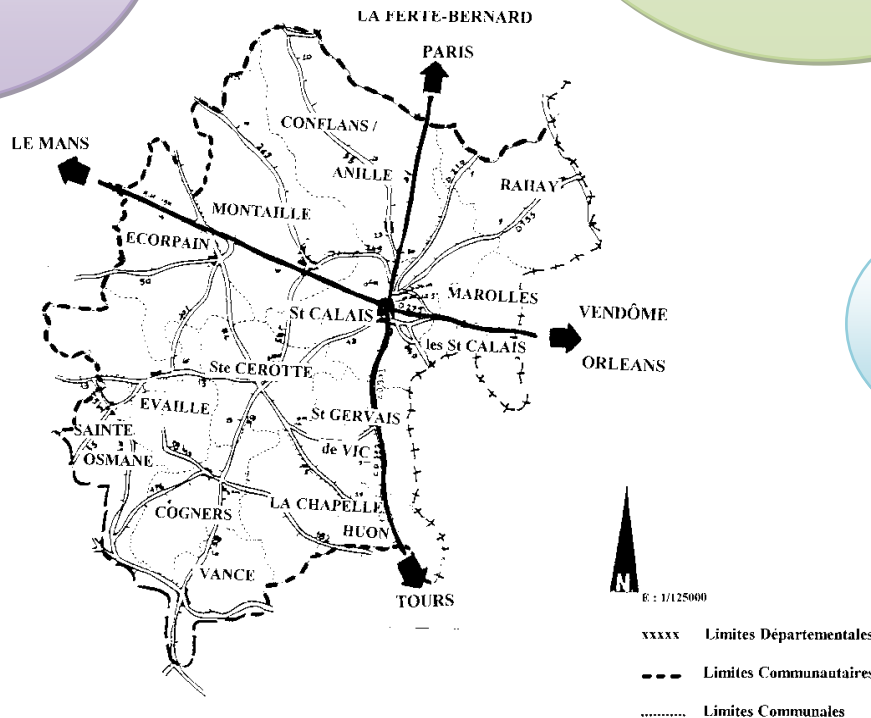 LA FERTE-BERNARD
PARIS
CONFLANS /
ANILLE
LE MANS
RAHAY
MONTAILLE
ECORPAIN
MAROLLES
les St CALAIS
St CALAIS
VENDÔME
ORLEANS
Ste CEROTTE
EVAILLE
St GERVAIS
de VIC
SAINTE
OSMANE
LA CHAPELLE
HUON
COGNERS
VANCE
TOURS
N
E : 1/125000
xxxxx Limites Départementales
Limites Communautaires
Limites Communales